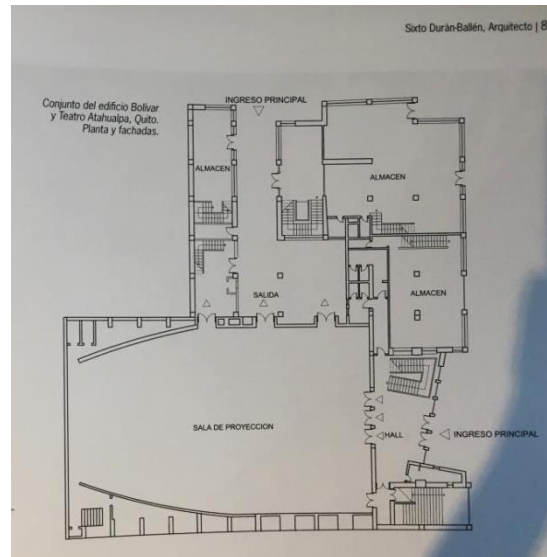 Sixto Durán-Ballén, Arquitecto | 8
Conjunto del edificio Bolívar
y Teatro Atahualpa, Quito.
Planta y fachadas.
INGRESO PRINCIPAL
ALMACEN
ALMACEN
SALIDA
ALMACEN
SALA DE PROYECCION
HALL
INGRESO PRINCIPAL